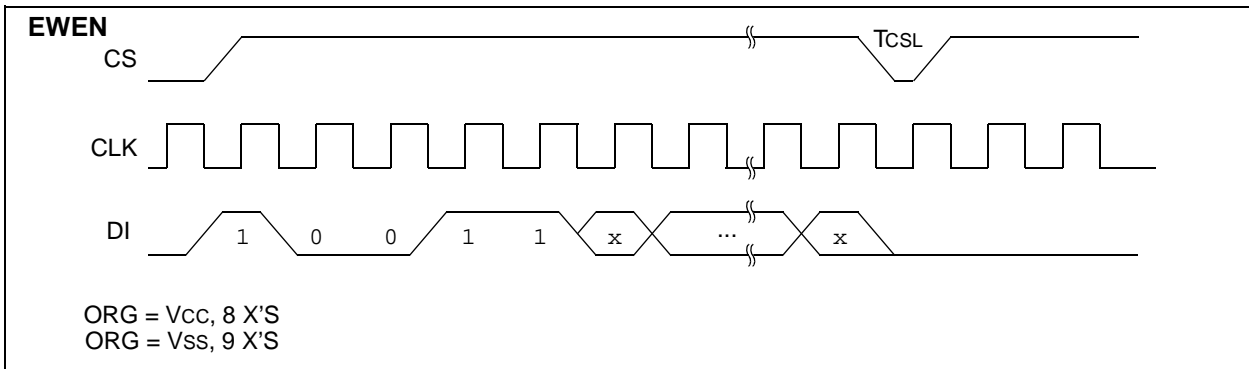 EWEN
CS
TCSL
CLK
DI
1 0 0 1 1 x ... x
ORG = VCC, 8 X'S
ORG = VSS, 9 X'S